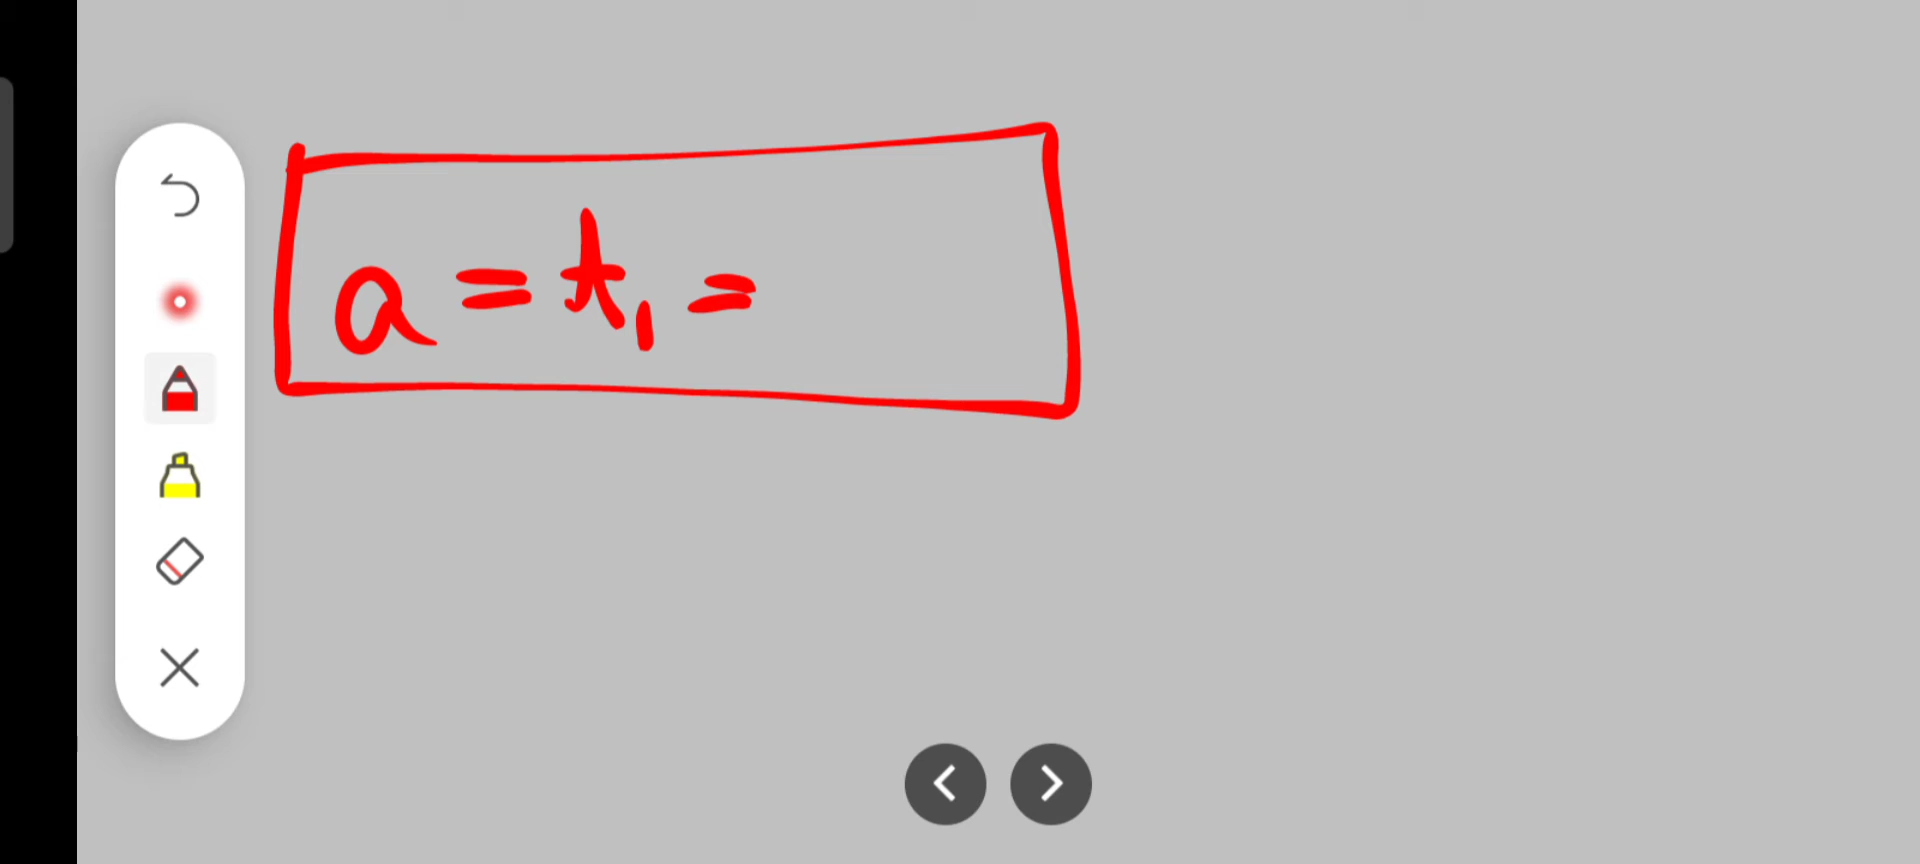 a = t₁ =